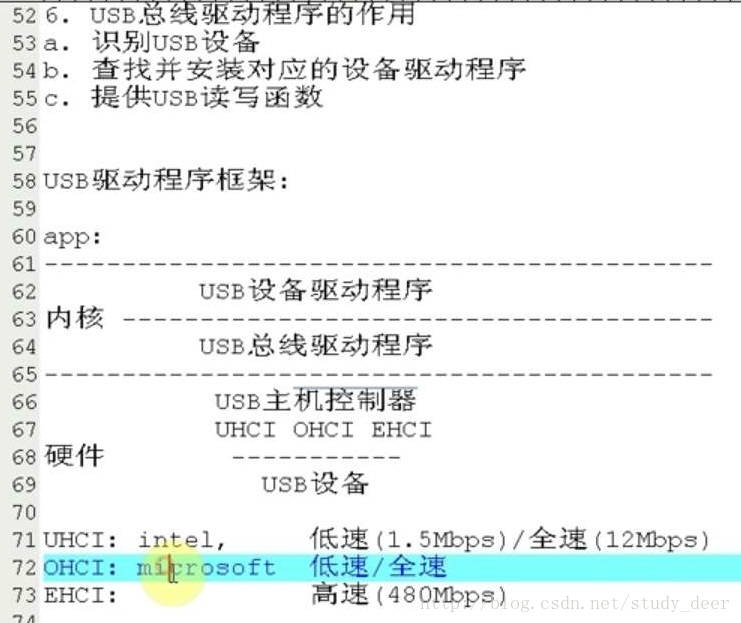 52 6. USB总线驱动程序的作用
53 a. 识别USB设备
54 b. 查找并安装对应的设备驱动程序
55 c. 提供USB读写函数
56
57
58 USB驱动程序框架:
59
60 app:
61 -------------------------------------------
62 USB设备驱动程序
63 内核 --------------------------------------
64 USB总线驱动程序
65 -------------------------------------------
66 USB主机控制器
67 UHCI OHCI EHCI
68 硬件 -----------
69 USB设备
70
71 UHCI: intel, 低速(1.5Mbps)/全速(12Mbps)
72 OHCI: microsoft 低速/全速
73 EHCI: 高速(480Mbps)
http://blog.csdn.net/study_deer